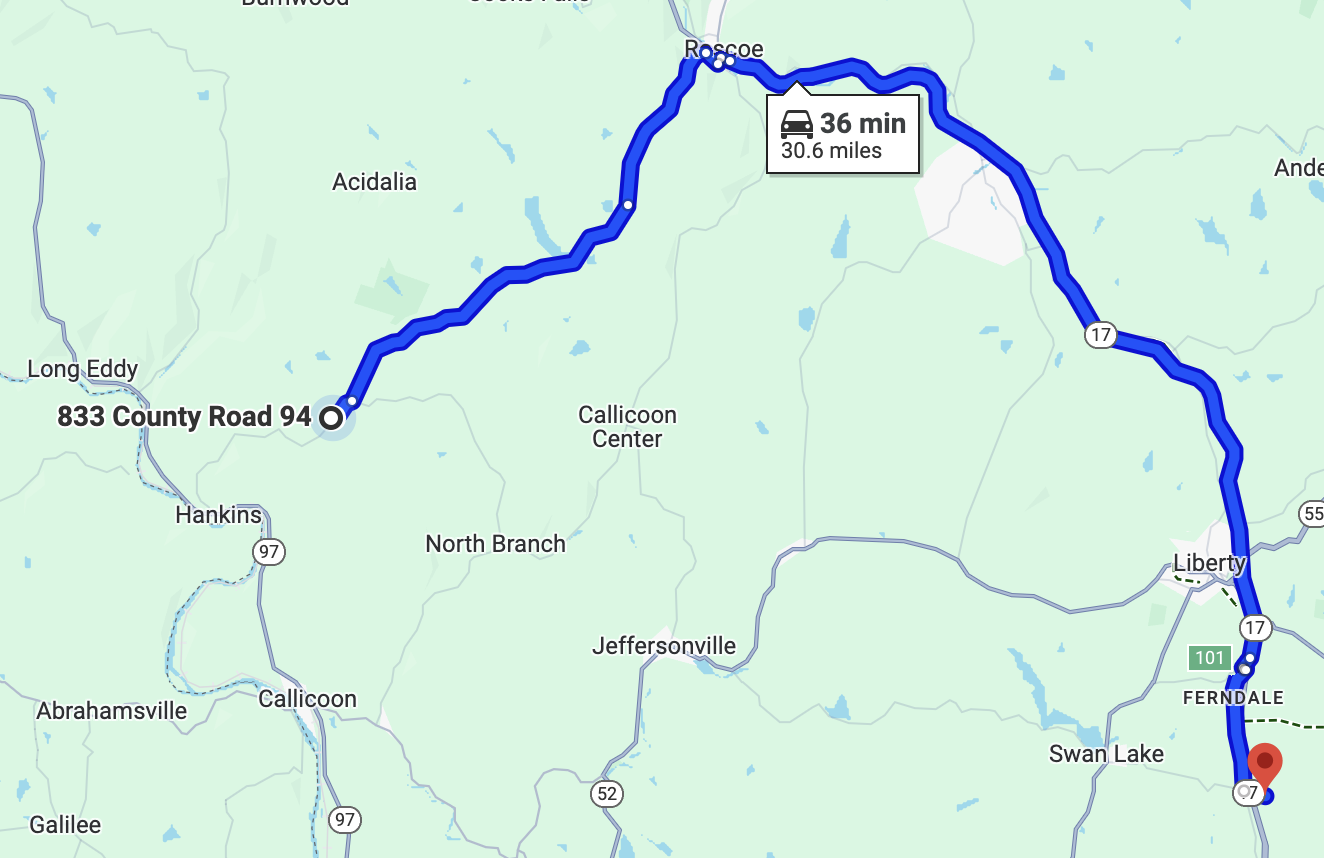 Roscoe
36 min
30.6 miles
Acidalia
17
Long Eddy
833 County Road 94
Callicoon
Center
Hankins
55
97
North Branch
Liberty
17
Jeffersonville
101
FERNDALE
Callicoon
Abrahamsville
Swan Lake
52
97
Galilee